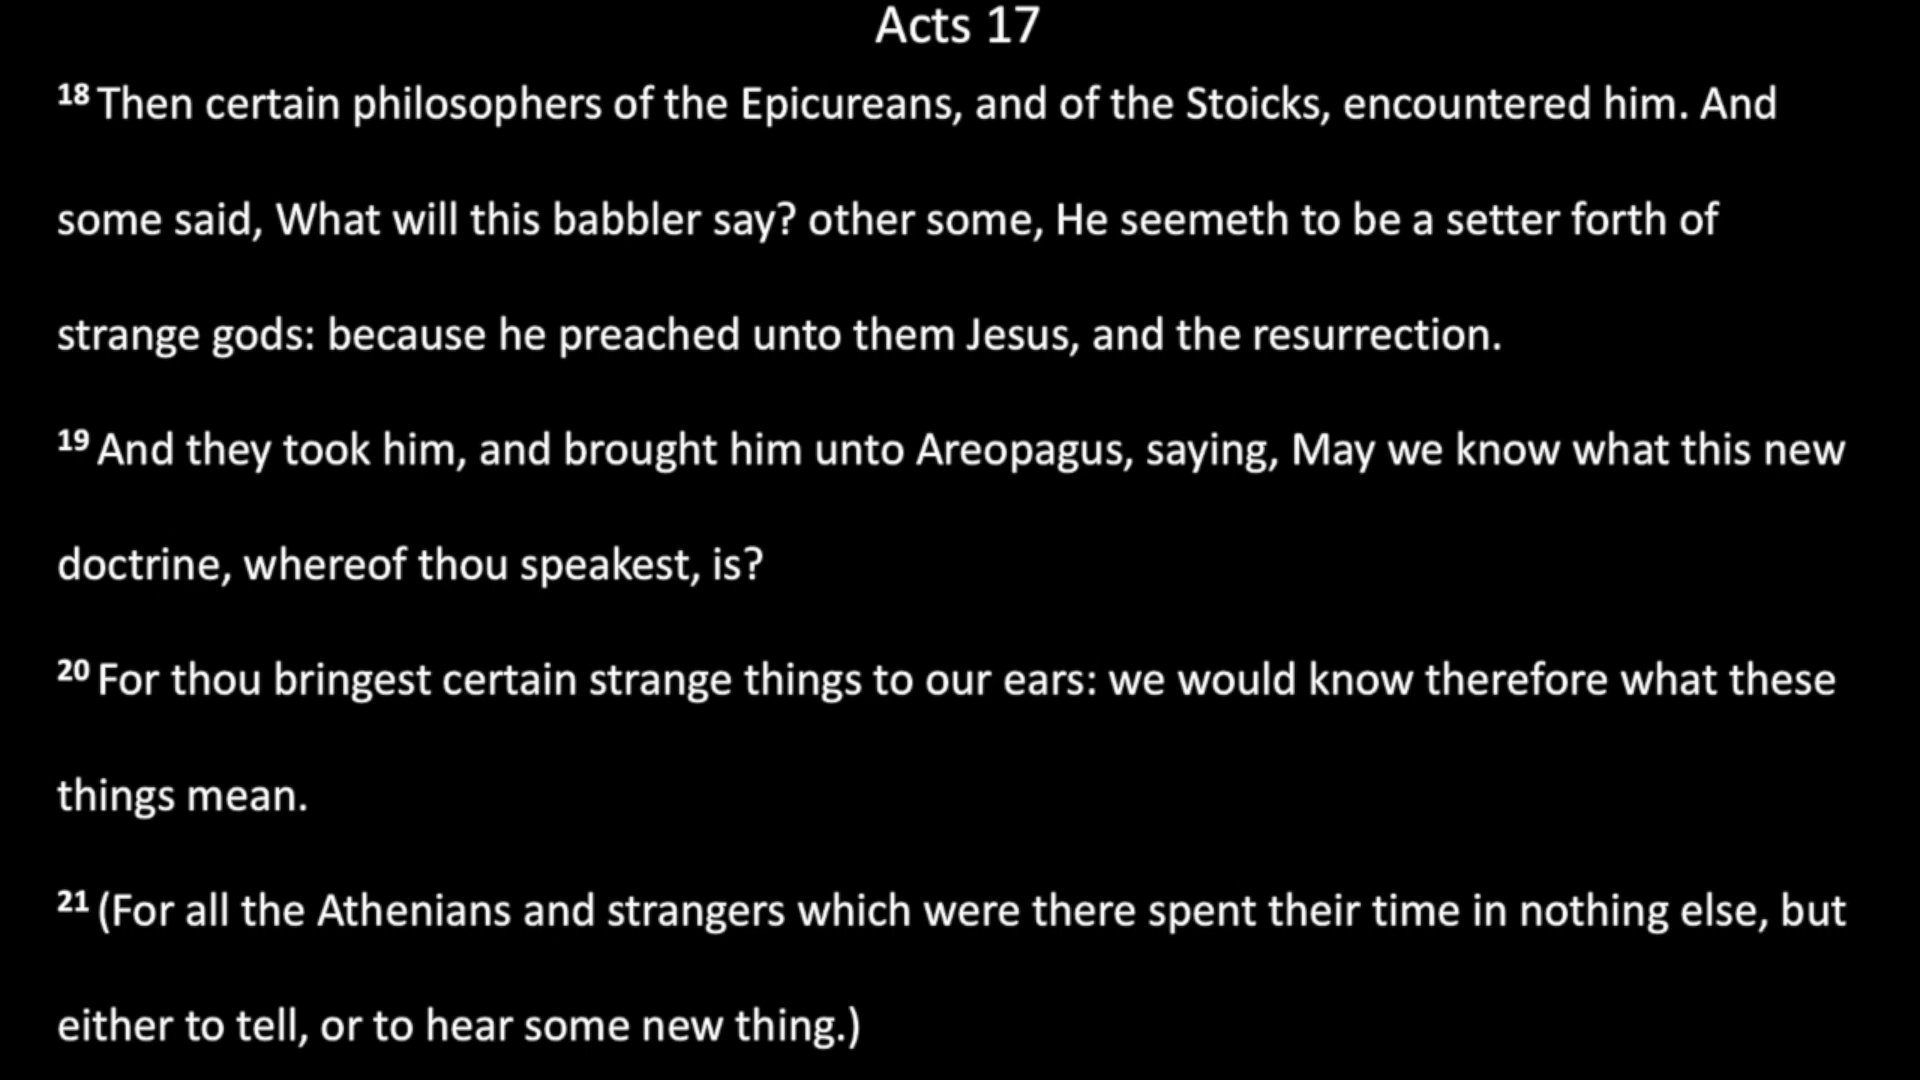 Acts 17
18 Then certain philosophers of the Epicureans, and of the Stoicks, encountered him. And
some said, What will this babbler say? other some, He seemeth to be a setter forth of
strange gods: because he preached unto them Jesus, and the resurrection.
19 And they took him, and brought him unto Areopagus, saying, May we know what this new
doctrine, whereof thou speakest, is?
20 For thou bringest certain strange things to our ears: we would know therefore what these
things mean.
21 (For all the Athenians and strangers which were there spent their time in nothing else, but
either to tell, or to hear some new thing.)